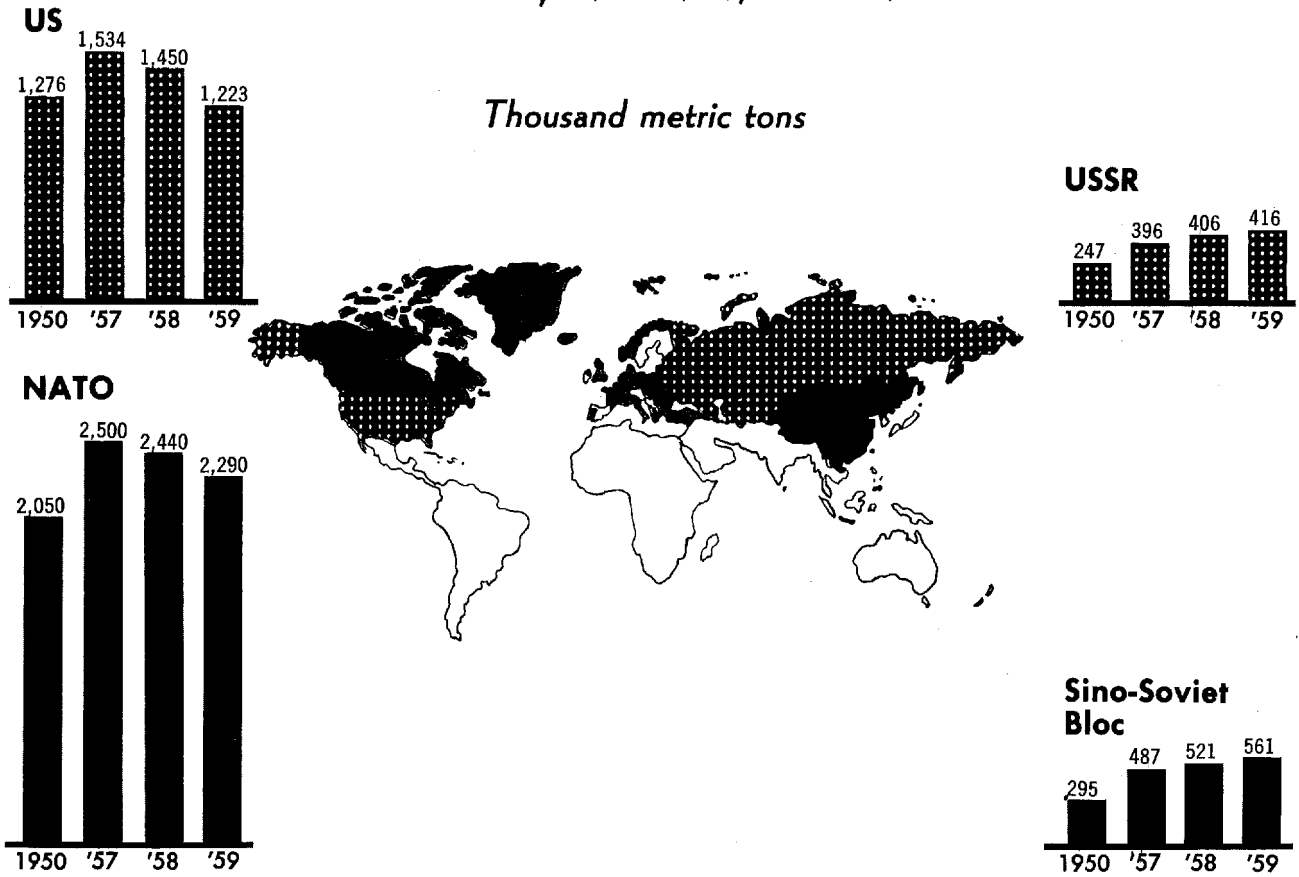 US
1,276 1,534 1,450 1,223
1950 '57 '58 '59
Thousand metric tons
USSR
247 396 406 416
1950 '57 '58 '59
NATO
2,050 2,500 2,440 2,290
1950 '57 '58 '59
Sino-Soviet
Bloc
295 487 521 561
1950 '57 '58 '59